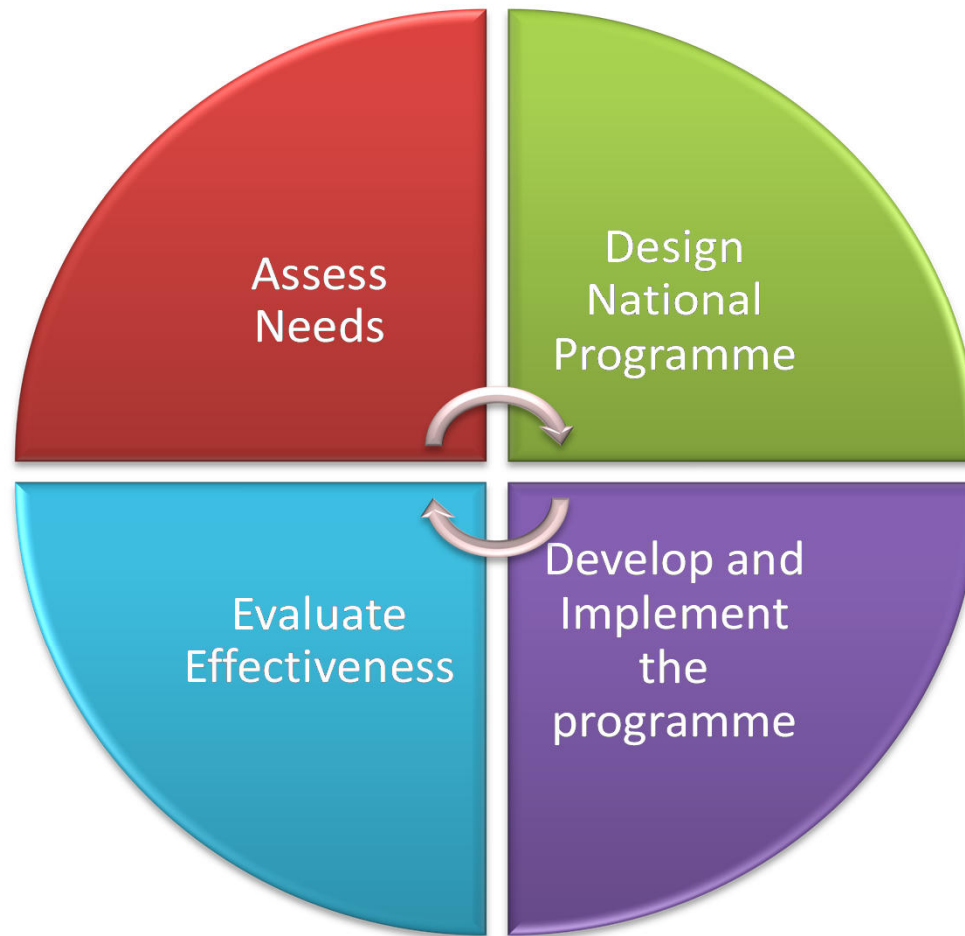 Assess
Needs
Design
National
Programme
Develop and
Implement
the
programme
Evaluate
Effectiveness